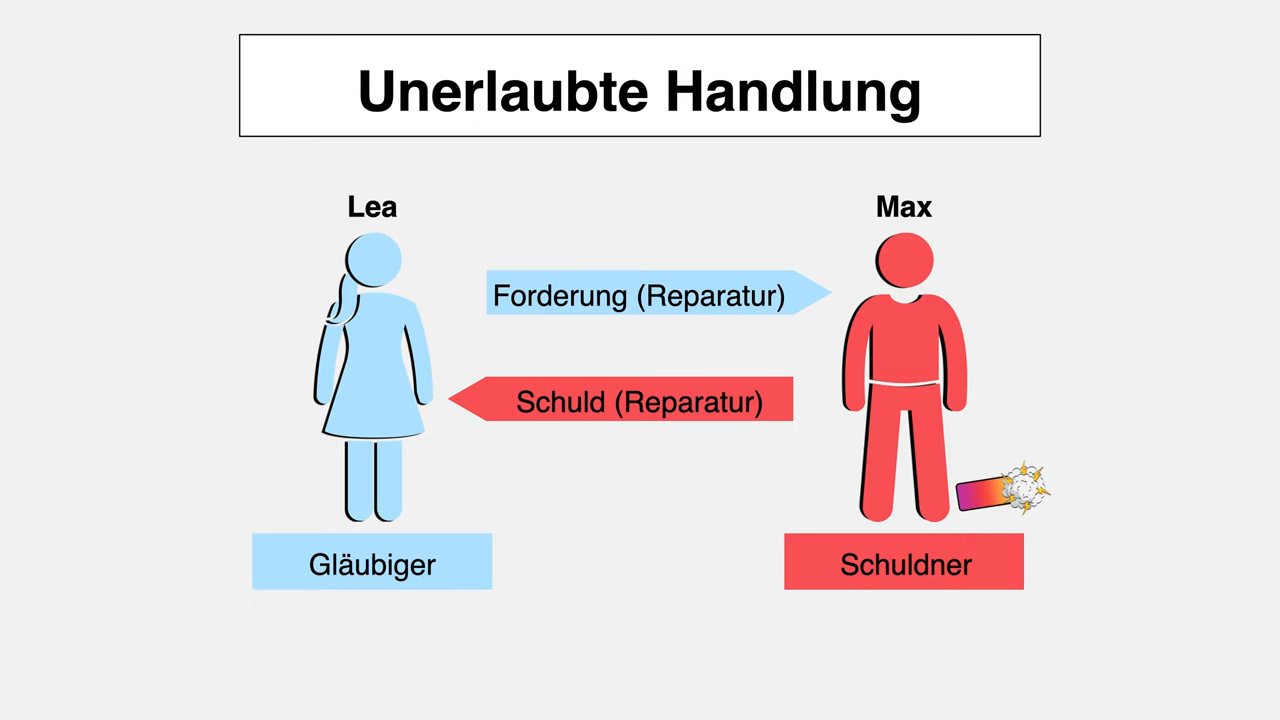 Unerlaubte Handlung
Lea
Max
Forderung (Reparatur)
Schuld (Reparatur)
Gläubiger
Schuldner